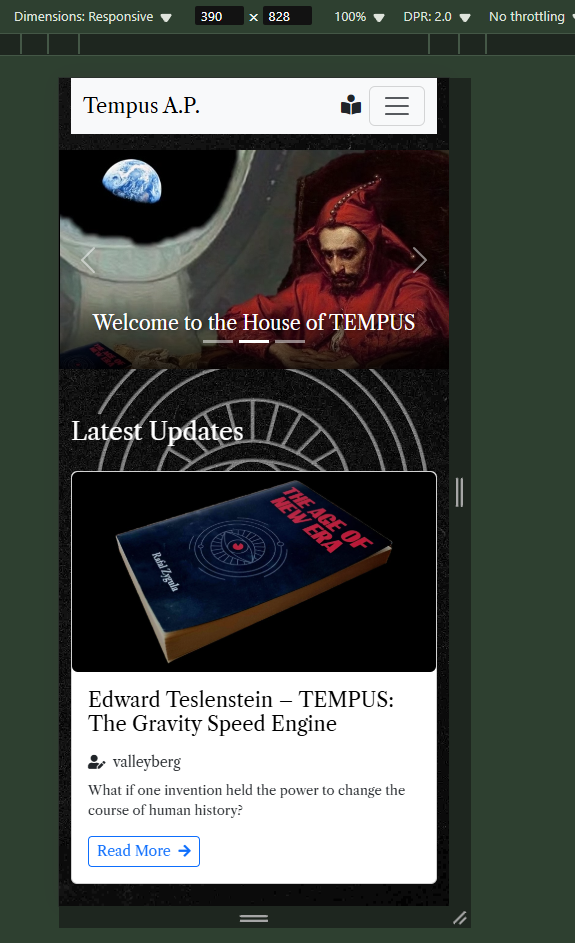 Dimensions: Responsive 390 × 828 100% DPR: 2.0 No throttling
Tempus A.P.
Welcome to the House of TEMPUS
Latest Updates
THE AGE OF
NEW ERA
Rafał Zyguła
Edward Teslenstein – TEMPUS:
The Gravity Speed Engine
valleyberg
What if one invention held the power to change the
course of human history?
Read More